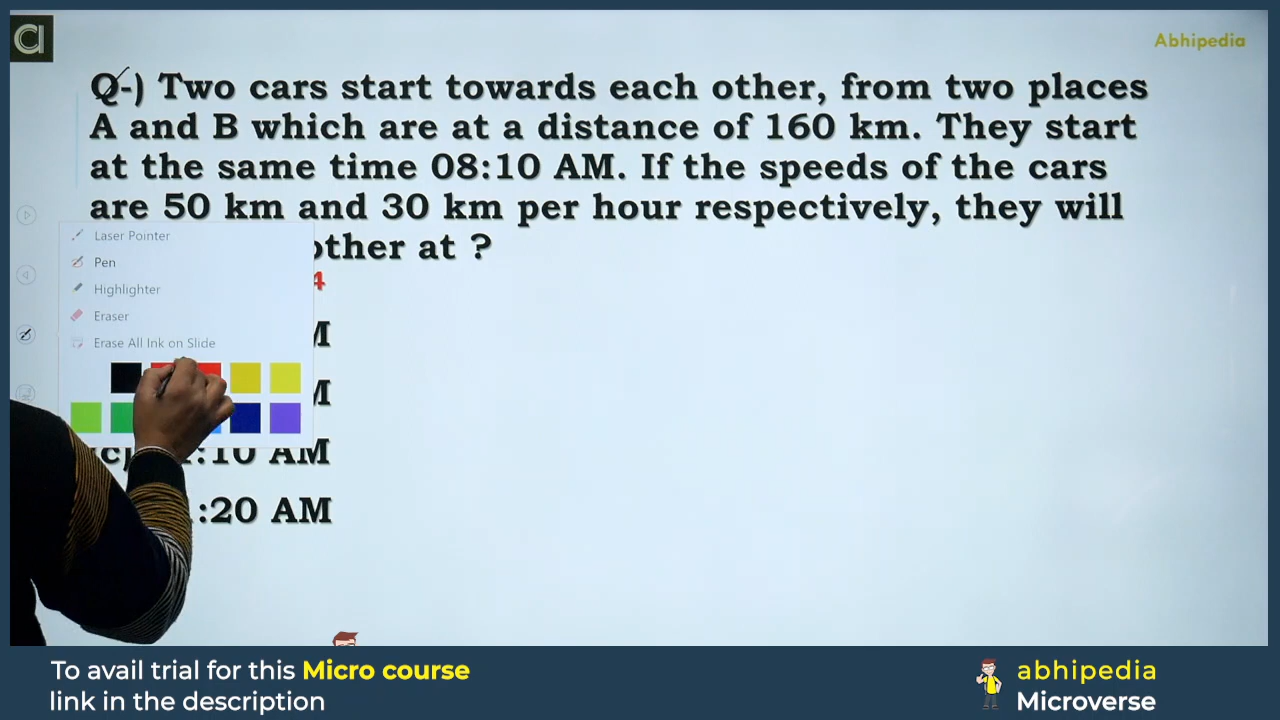 Abhipedia
Q-) Two cars start towards each other, from two places
A and B which are at a distance of 160 km. They start
at the same time 08:10 AM. If the speeds of the cars
are 50 km and 30 km per hour respectively, they will
other at ?
Laser Pointer
4
Pen
Highlighter
Eraser
Erase All Ink on Slide
M
M
:10 AM
:20 AM
To avail trial for this Micro course
link in the description
abhipedia
Microverse